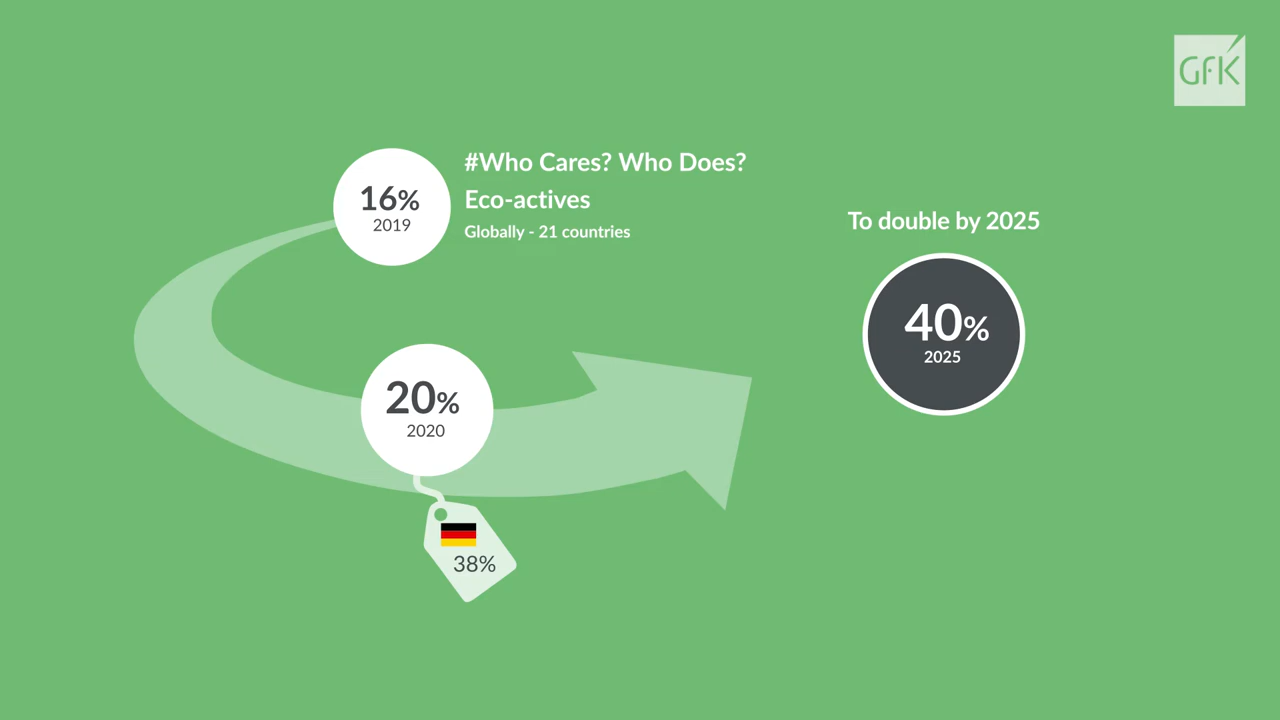 GfK
16%
2019
#Who Cares? Who Does?
Eco-actives
Globally - 21 countries
To double by 2025
40%
2025
20%
2020
38%